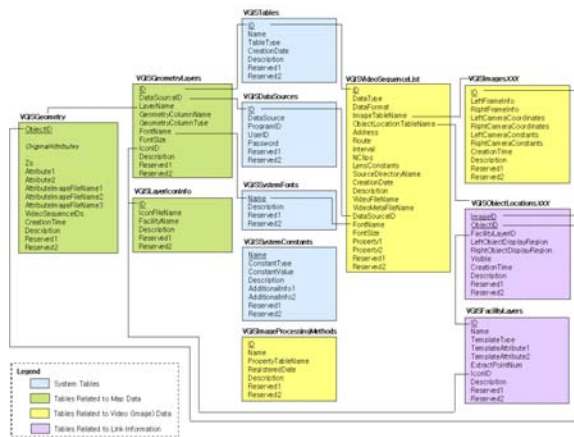 VGISTables
ID
Name
TableType
CreationDate
Description
Reserved1
Reserved2
VGISGeometryLayers
ID
DataSourceID
LayerName
GeometryColumnName
GeometryColumnType
FontName
FontSize
IconID
Description
Reserved1
Reserved2
VGISDataSources
ID
DataSource
ProgramID
UserID
Password
Reserved1
Reserved2
VGISVideoSequenceList
ID
DataType
DataFormat
ImageTableName
ObjectLocationTableName
Address
Route
Interval
NClips
LensConstants
SourceDirectoryName
CreationDate
Description
VideoFileName
VideoMetaFileName
DataSourceID
FontName
FontSize
Property1
Property2
Reserved1
Reserved2
VGISImagesXXX
ID
LeftFrameInfo
RightFrameInfo
LeftCameraCoordinates
RightCameraCoordinates
LeftCameraConstants
RightCameraConstants
CreationTime
Description
Reserved1
Reserved2
VGISGeometry
ObjectID
OriginalAttributes
Zs
Attribute1
Attribute2
AttributeImageFileName1
AttributeImageFileName2
AttributeImageFileName3
VideoSequenceIDs
CreationTime
Description
Reserved1
Reserved2
VGISLayerIconInfo
ID
IconFileName
FacilityName
Description
Reserved1
Reserved2
VGISSystemFonts
Name
Description
Reserved1
Reserved2
VGISSystemConstants
Name
ConstantType
ConstantValue
Description
AdditionalInfo1
AdditionalInfo2
Reserved1
Reserved2
VGISObjectLocationsXXX
ImageID
ObjectID
FacilityLayerID
LeftObjectDisplayRegion
RightObjectDisplayRegion
Visible
CreationTime
Description
Reserved1
Reserved2
VGISImageProcessingMethods
ID
Name
PropertyTableName
RegisteredDate
Description
Reserved1
Reserved2
VGISFacilityLayers
ID
Name
TemplateType
TemplateAttribute1
TemplateAttribute2
ExtractPointNum
IconID
Description
Reserved1
Reserved2
Legend
System Tables
Tables Related to Map Data
Tables Related to Video (Image) Data
Tables Related to Link Information